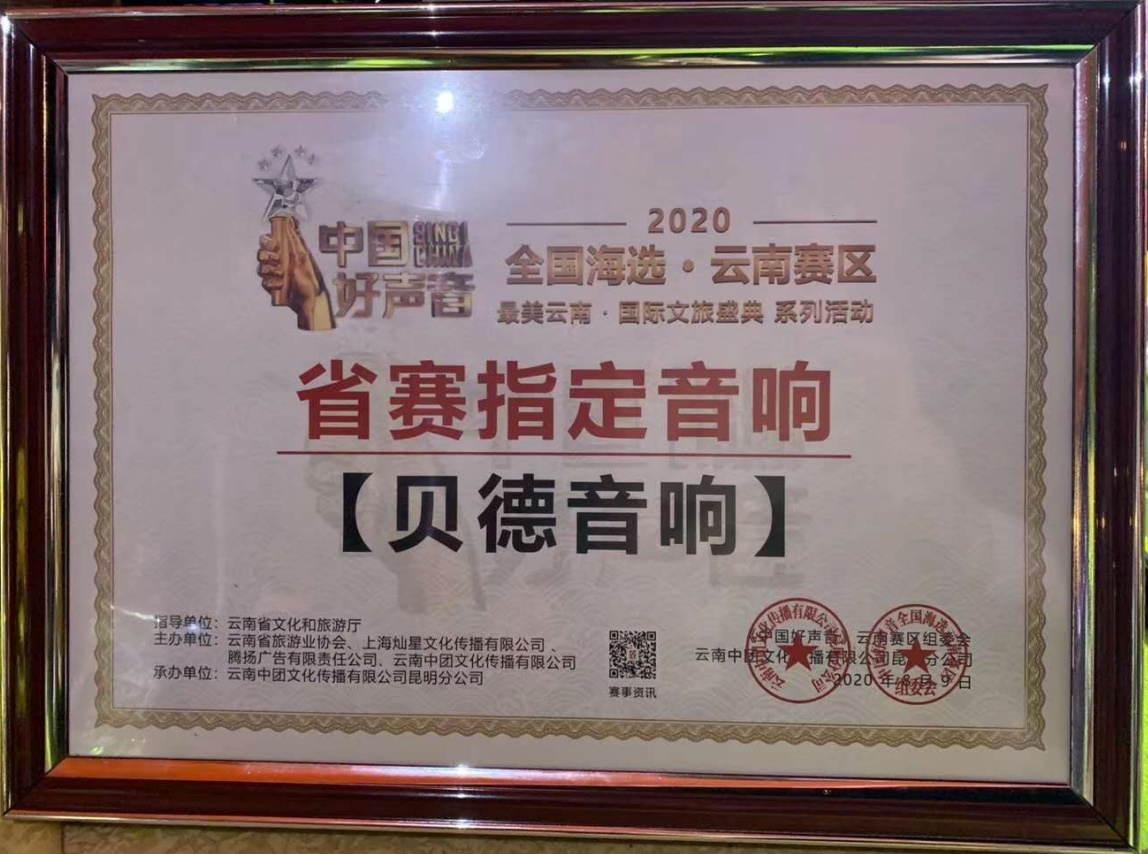 中国 SING! CHINA
好声音
2020
全国海选·云南赛区
最美云南·国际文旅盛典 系列活动
省赛指定音响
【贝德音响】
指导单位：云南省文化和旅游厅
主办单位：云南省旅游业协会、上海灿星文化传播有限公司、
腾扬广告有限责任公司、云南中团文化传播有限公司
承办单位：云南中团文化传播有限公司昆明分公司
赛事资讯
中国好声音 云南赛区组委会
云南中团文化传播有限公司昆明分公司
2020 年 8 月 9 日
组委会